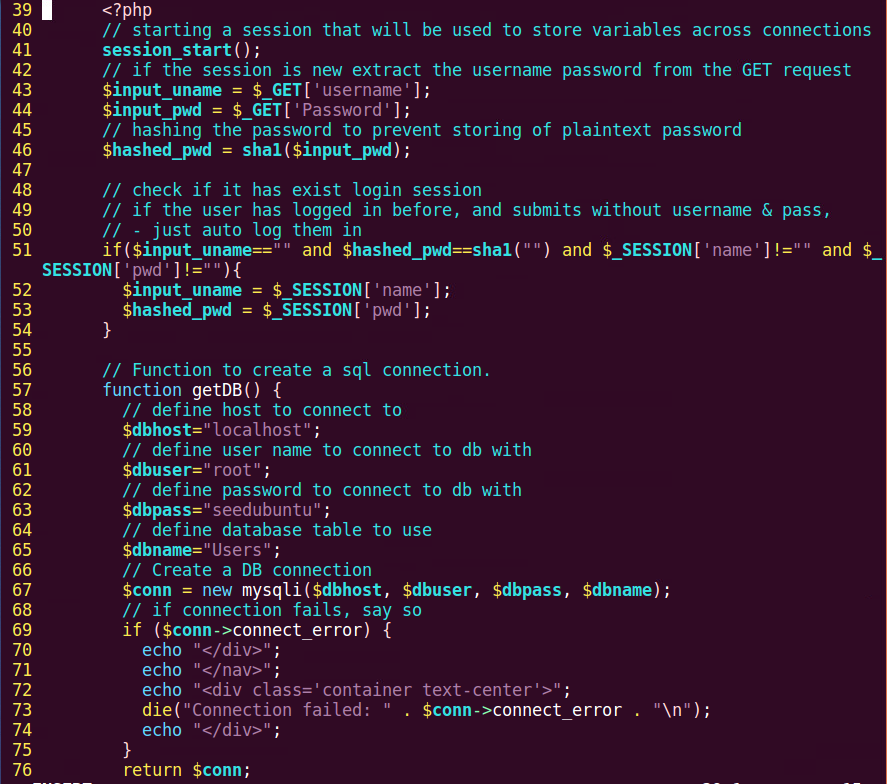 39 <?php
40 // starting a session that will be used to store variables across connections
41 session_start();
42 // if the session is new extract the username password from the GET request
43 $input_uname = $_GET['username'];
44 $input_pwd = $_GET['Password'];
45 // hashing the password to prevent storing of plaintext password
46 $hashed_pwd = sha1($input_pwd);
47
48 // check if it has exist login session
49 // if the user has logged in before, and submits without username & pass,
50 // - just auto log them in
51 if($input_uname=="" and $hashed_pwd==sha1("") and $_SESSION['name']!="" and $_
SESSION['pwd']!=""){
52 $input_uname = $_SESSION['name'];
53 $hashed_pwd = $_SESSION['pwd'];
54 }
55
56 // Function to create a sql connection.
57 function getDB() {
58 // define host to connect to
59 $dbhost="localhost";
60 // define user name to connect to db with
61 $dbuser="root";
62 // define password to connect to db with
63 $dbpass="seedubuntu";
64 // define database table to use
65 $dbname="Users";
66 // Create a DB connection
67 $conn = new mysqli($dbhost, $dbuser, $dbpass, $dbname);
68 // if connection fails, say so
69 if ($conn->connect_error) {
70 echo "</div>";
71 echo "</nav>";
72 echo "<div class='container text-center'>";
73 die("Connection failed: " . $conn->connect_error . "\n");
74 echo "</div>";
75 }
76 return $conn;